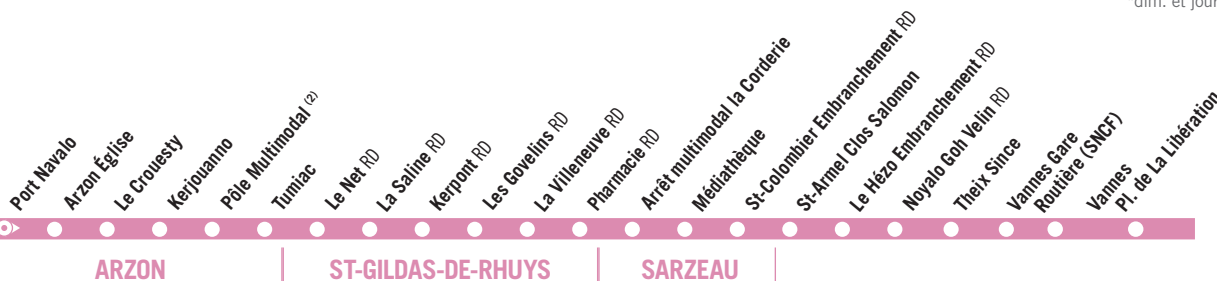 *dim. et jour
Port Navalo
Arzon Église
Le Crouesty
Kerjouanno
Pôle Multimodal (2)
Tumiac
Le Net RD
La Saline RD
Kerpont RD
Les Govelins RD
La Villeneuve RD
Pharmacie RD
Arrêt multimodal la Corderie
Médiathèque
St-Colombier Embranchement RD
St-Armel Clos Salomon
Le Hézo Embranchement RD
Noyalo Goh Velin RD
Theix Since
Vannes Gare
Routière (SNCF)
Vannes
Pl. de La Libération
ARZON
ST-GILDAS-DE-RHUYS
SARZEAU